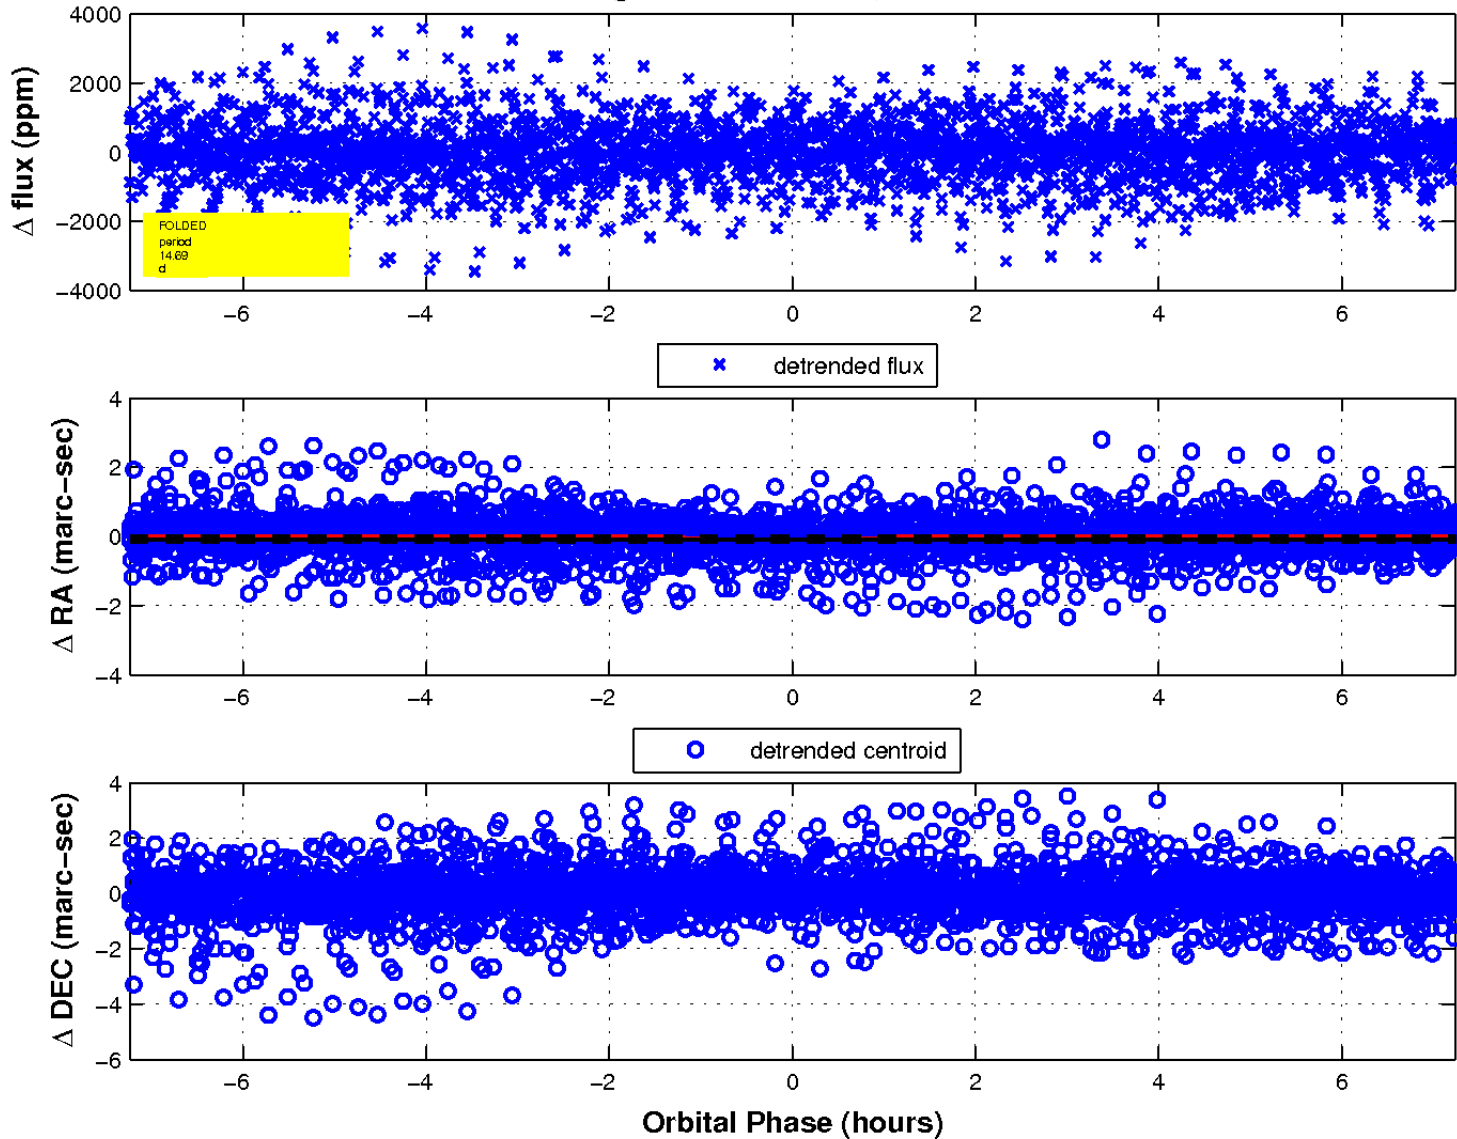 4000
2000
0
−2000
−4000
Δ flux (ppm)
FOLDED
period
14.69
d
−6 −4 −2 0 2 4 6
detrended flux
4
2
0
−2
−4
Δ RA (marc−sec)
−6 −4 −2 0 2 4 6
detrended centroid
4
2
0
−2
−4
−6
Δ DEC (marc−sec)
−6 −4 −2 0 2 4 6
Orbital Phase (hours)